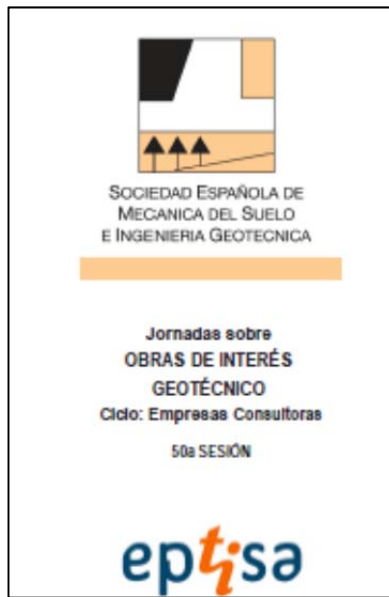 SOCIEDAD ESPAÑOLA DE
MECANICA DEL SUELO
E INGENIERIA GEOTECNICA
Jornadas sobre
OBRAS DE INTERÉS
GEOTÉCNICO
Ciclo: Empresas Consultoras
50a SESIÓN
eptisa